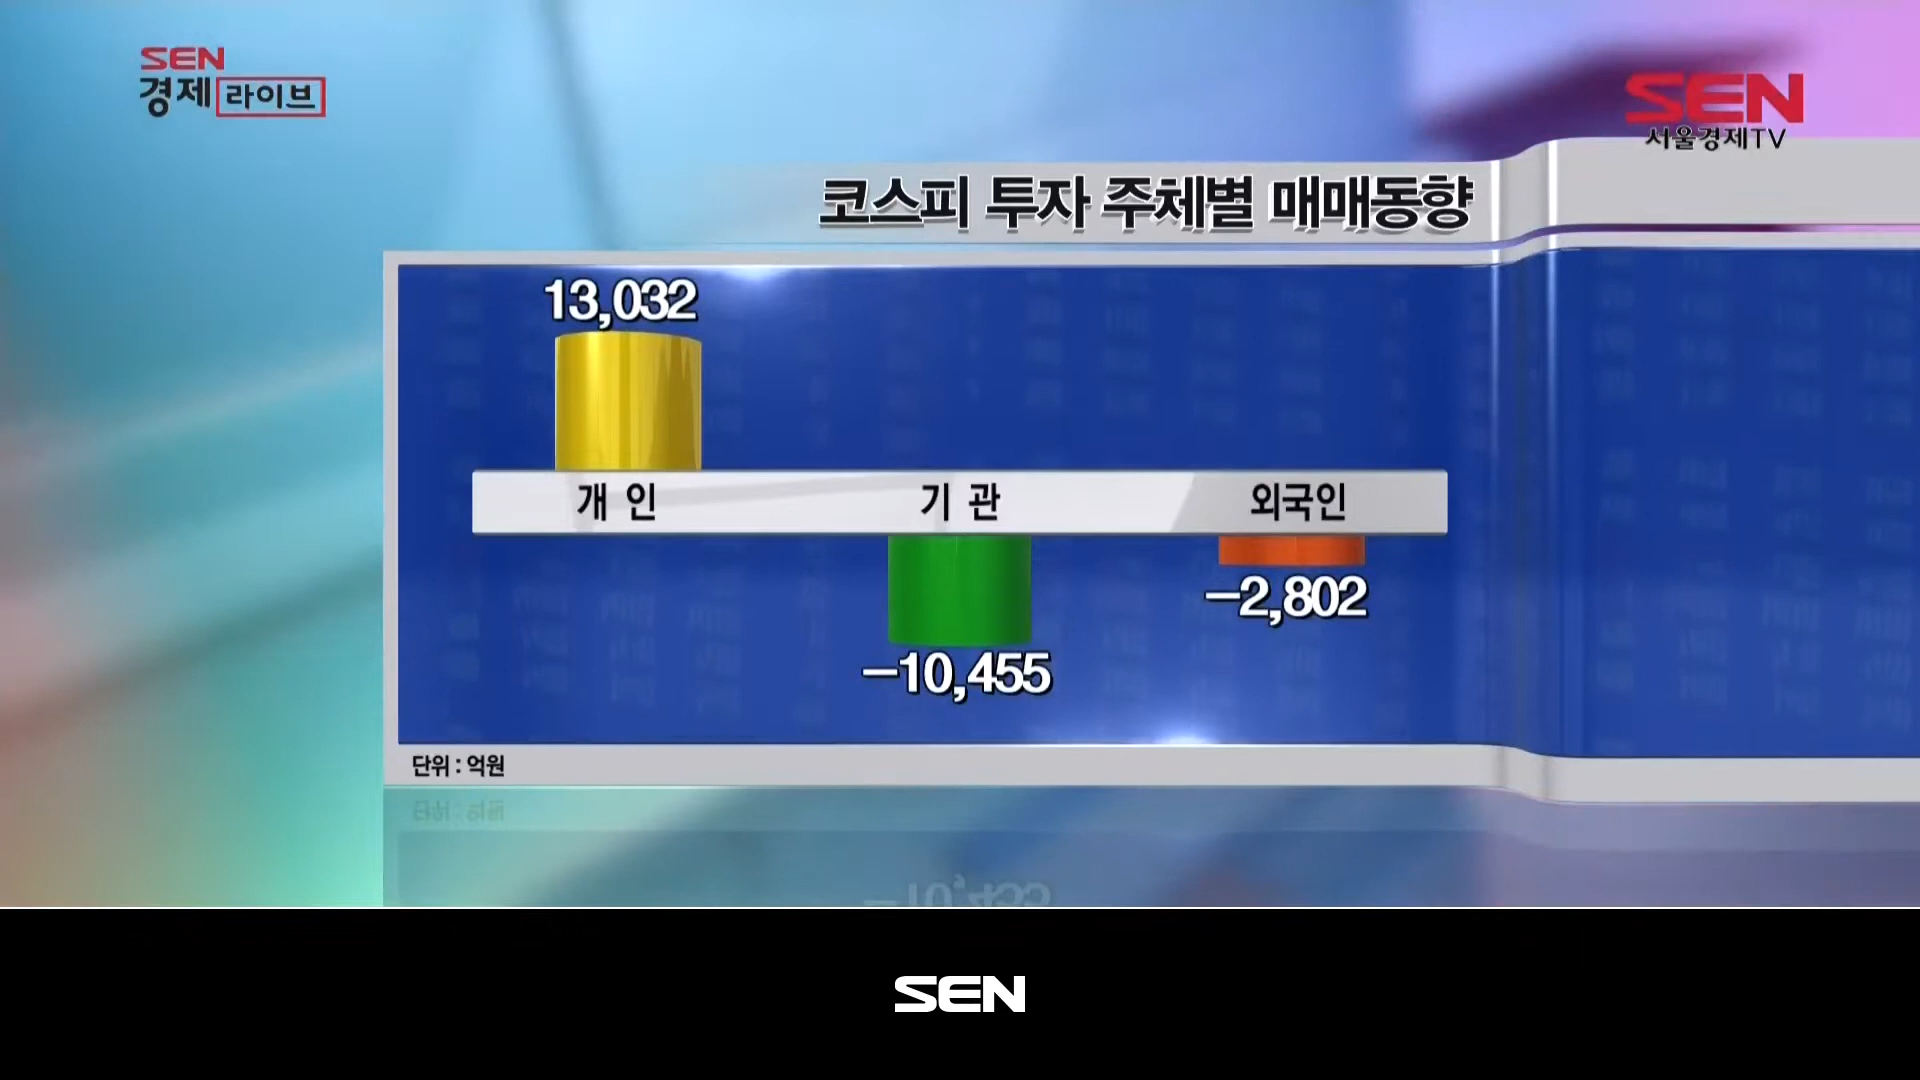 SEN
경제 라이브
SEN
서울경제TV
코스피 투자 주체별 매매동향
13,032
개인 기관 외국인
-2,802
-10,455
단위 : 억원
SEN